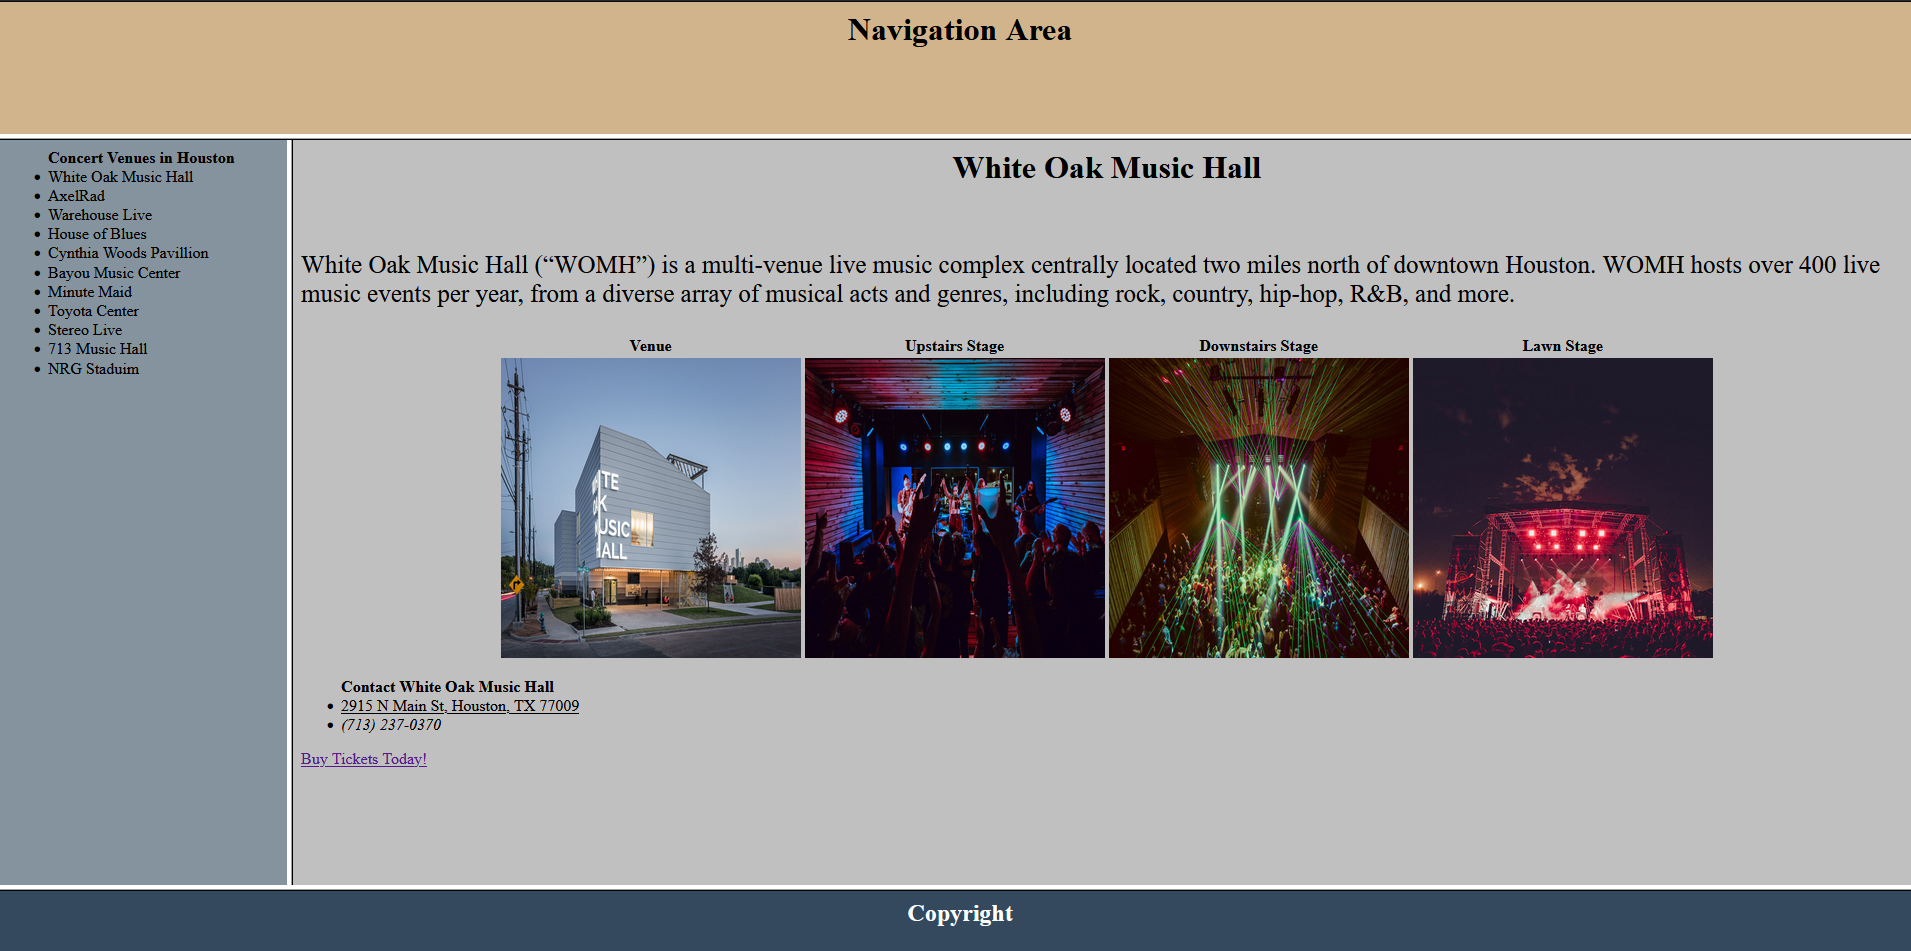 Navigation Area
Concert Venues in Houston
White Oak Music Hall
AxelRad
Warehouse Live
House of Blues
Cynthia Woods Pavillion
Bayou Music Center
Minute Maid
Toyota Center
Stereo Live
713 Music Hall
NRG Staduim
White Oak Music Hall
White Oak Music Hall (“WOMH”) is a multi-venue live music complex centrally located two miles north of downtown Houston. WOMH hosts over 400 live
music events per year, from a diverse array of musical acts and genres, including rock, country, hip-hop, R&B, and more.
Venue Upstairs Stage Downstairs Stage Lawn Stage
HALL
Contact White Oak Music Hall
2915 N Main St, Houston, TX 77009
(713) 237-0370
Buy Tickets Today!
Copyright